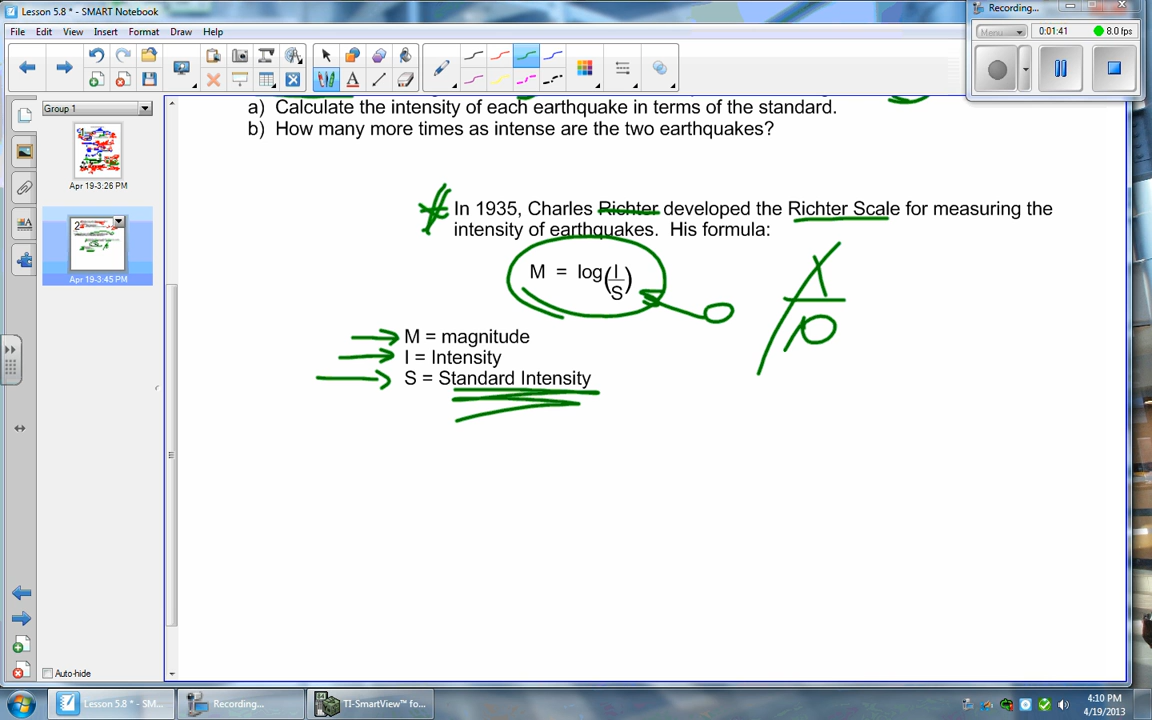 Lesson 5.8 * - SMART Notebook
Recording...
File Edit View Insert Format Draw Help
Menu
0:01:41
8.0 fps
Group 1
a) Calculate the intensity of each earthquake in terms of the standard.
b) How many more times as intense are the two earthquakes?
Apr 19-3:26 PM
In 1935, Charles Richter developed the Richter Scale for measuring the
intensity of earthquakes. His formula:
2
Apr 19-3:45 PM
M = log(I/S)
0
1
0
M = magnitude
I = Intensity
S = Standard Intensity
Auto-hide
Lesson 5.8 * - SM...
Recording...
TI-SmartView™ fo...
4:10 PM
4/19/2013